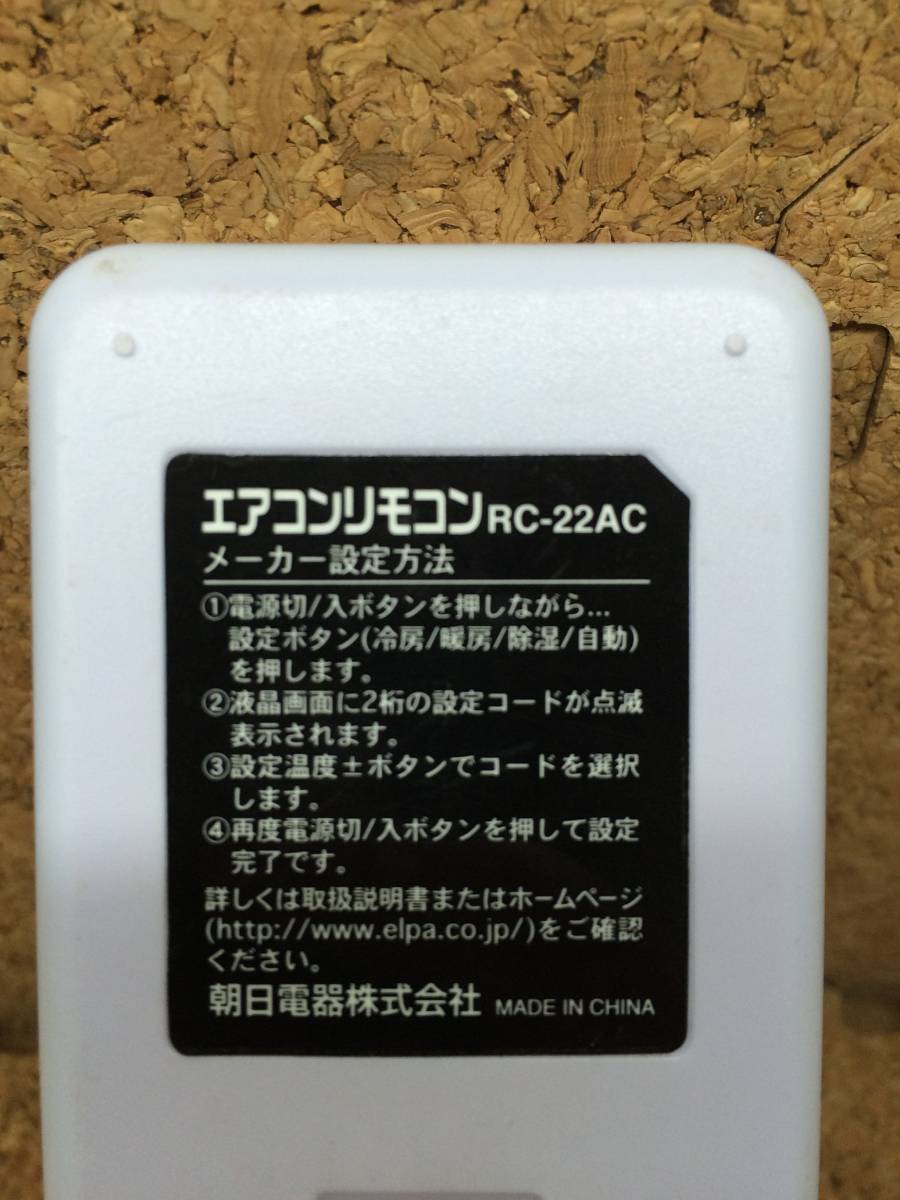 エアコンリモコンRC-22AC
メーカー設定方法
①電源切/入ボタンを押しながら...
設定ボタン(冷房/暖房/除湿/自動)
を押します。
②液晶画面に2桁の設定コードが点滅
表示されます。
③設定温度±ボタンでコードを選択
します。
④再度電源切/入ボタンを押して設定
完了です。
詳しくは取扱説明書またはホームページ
(http://www.elpa.co.jp/)をご確認
ください。
朝日電器株式会社 MADE IN CHINA